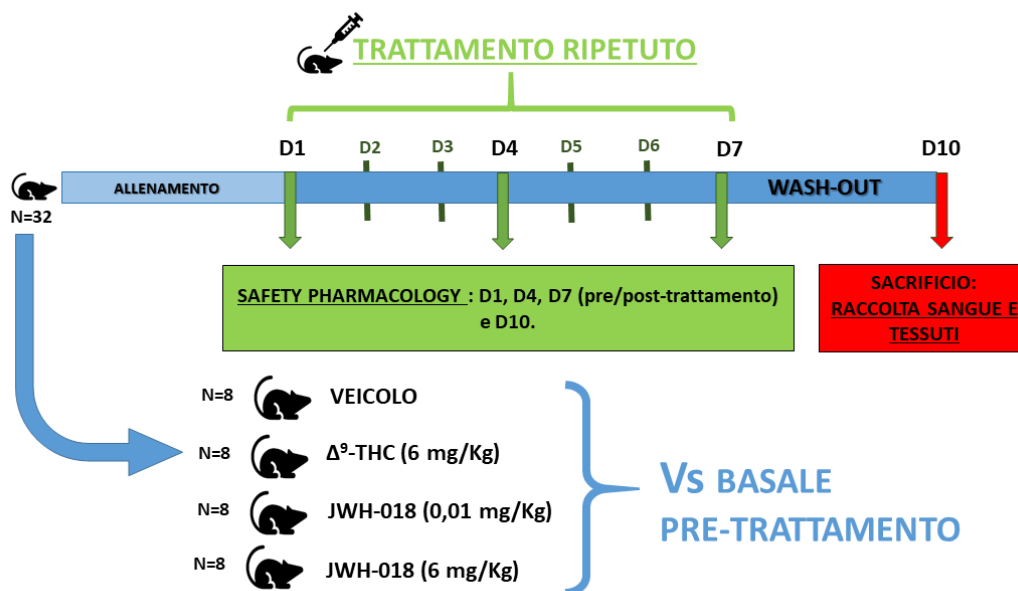 TRATTAMENTO RIPETUTO
D1 D2 D3 D4 D5 D6 D7 D10
ALLENAMENTO
WASH-OUT
N=32
SAFETY PHARMACOLOGY : D1, D4, D7 (pre/post-trattamento)
e D10.
SACRIFICIO:
RACCOLTA SANGUE E
TESSUTI
N=8 VEICOLO
N=8 Δ⁹-THC (6 mg/Kg)
N=8 JWH-018 (0,01 mg/Kg)
N=8 JWH-018 (6 mg/Kg)
Vs BASALE
PRE-TRATTAMENTO